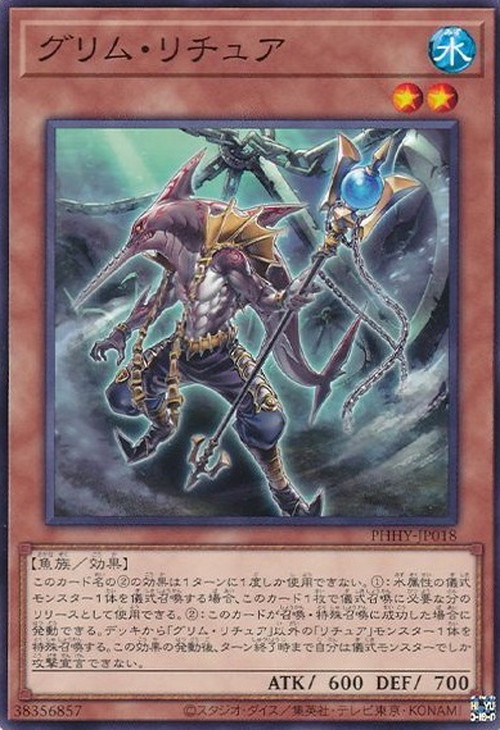 グリム・リチュア
水
PHHY-JP018
【魚族/効果】
このカード名の②の効果は1ターンに1度しか使用できない。①:水属性の儀式
モンスター1体を儀式召喚する場合、このカード1枚で儀式召喚に必要な分の
リリースとして使用できる。②:このカードが召喚・特殊召喚に成功した場合に
発動できる。デッキから「グリム・リチュア」以外の「リチュア」モンスター1体を
特殊召喚する。この効果の発動後、ターン終了時まで自分は儀式モンスターでしか
攻撃宣言できない。
ATK/ 600 DEF/ 700
38356857
©スタジオ・ダイス/集英社・テレビ東京・KONAMI